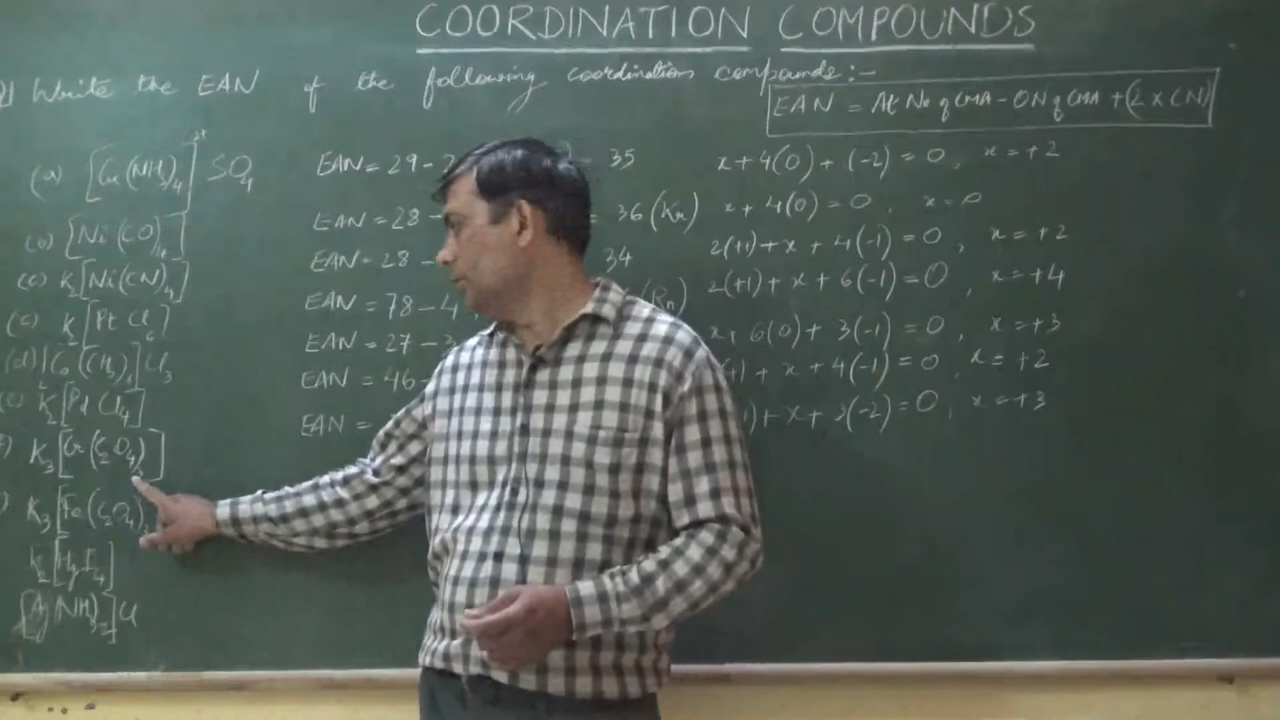 COORDINATION COMPOUNDS
Write the EAN of the following coordination compounds:-
EAN = At No of CMA - ON of CMA + (2 x CN)
(a) [Cu(NH3)4]2+ SO4 EAN = 29 - 2 = 35 x + 4(0) + (-2) = 0, x = +2
(b) [Ni(CO)4] EAN = 28 - = 36 (Kr) x + 4(0) = 0, x = 0
(c) K2[Ni(CN)4] EAN = 28 - 34 2(+1) + x + 4(-1) = 0, x = +2
(c) K2[PtCl6] EAN = 78 - 4 (Rn) 2(+1) + x + 6(-1) = 0, x = +4
(d) [Co(NH3)6]Cl3 EAN = 27 - 3 x + 6(0) + 3(-1) = 0, x = +3
(e) K2[PdCl4] EAN = 46 - + x + 4(-1) = 0, x = +2
K3[Cr(C2O4)3] EAN = ) + x + 3(-2) = 0, x = +3
K3[Fe(C2O4)3
K2[HgI4]
[Ag(NH3)2]Cl